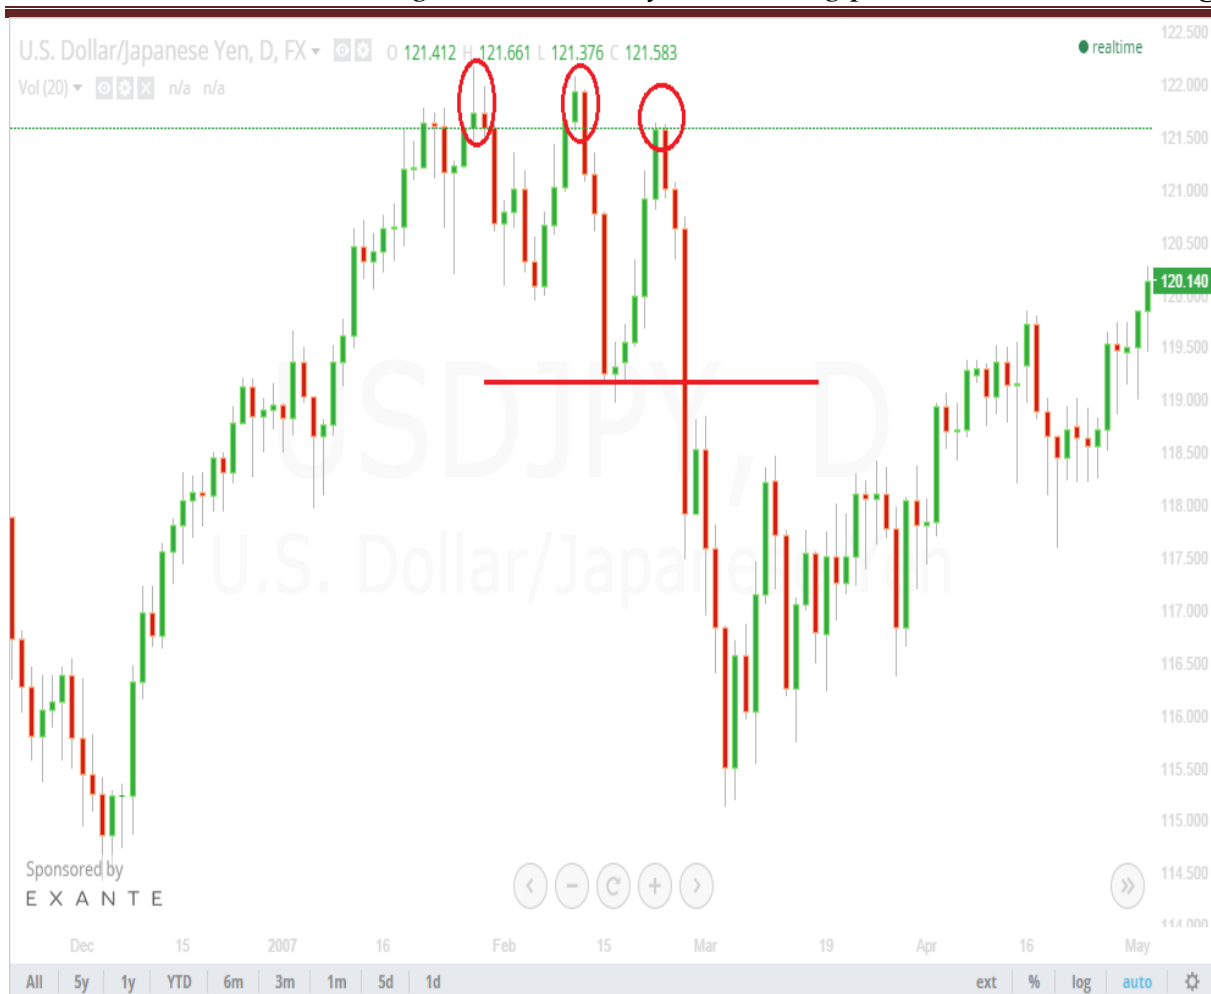 U.S. Dollar/Japanese Yen, D, FX O 121.412 H 121.661 L 121.376 C 121.583
realtime
Vol (20) n/a n/a
122.500
122.000
121.500
121.000
120.500
120.140
120.000
119.500
119.000
118.500
118.000
117.500
117.000
116.500
116.000
115.500
115.000
114.500
114.000
USDJPY, D
U.S. Dollar/Japanese Yen
Sponsored by
EXANTE
Dec 15 2007 16 Feb 15 Mar 19 Apr 16 May
All 5y 1y YTD 6m 3m 1m 5d 1d ext % log auto